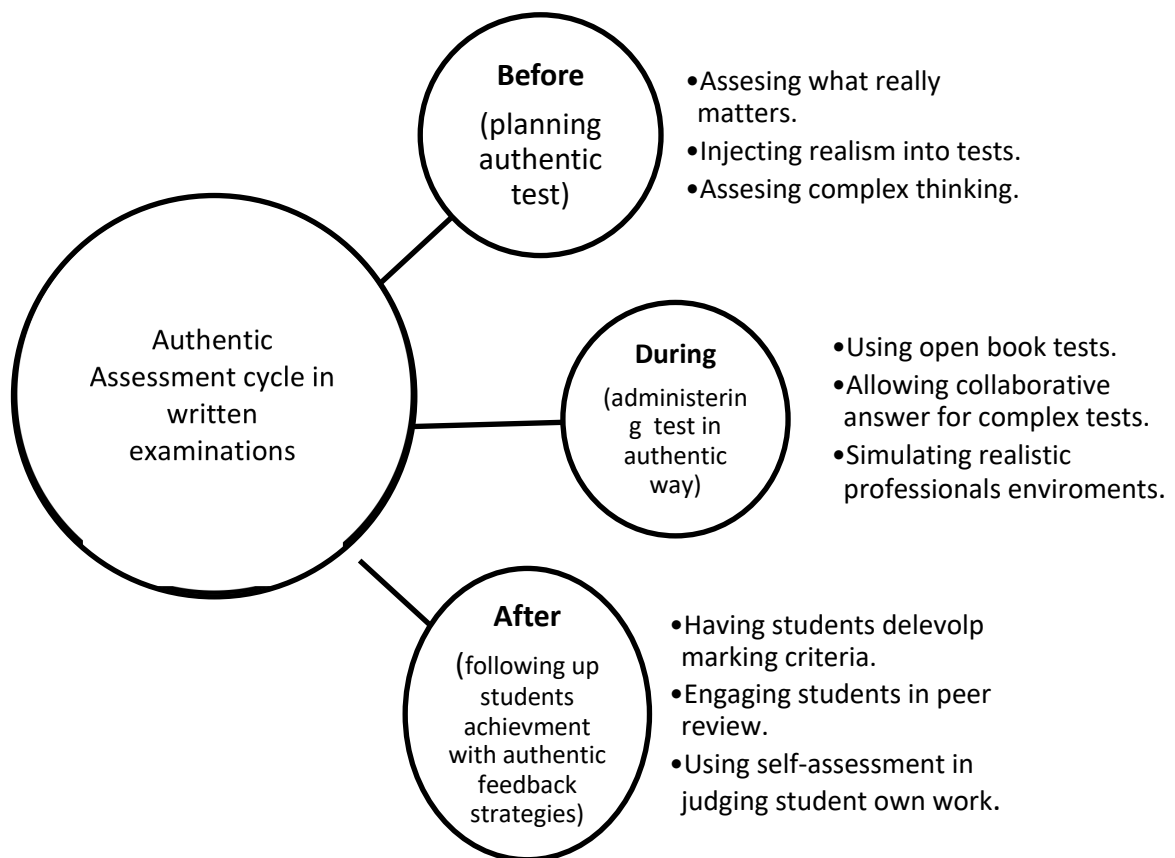 Before
(planning
authentic
test)
•Assesing what really
matters.
•Injecting realism into tests.
•Assesing complex thinking.
Authentic
Assessment cycle in
written
examinations
During
(administerin
g test in
authentic
way)
•Using open book tests.
•Allowing collaborative
answer for complex tests.
•Simulating realistic
professionals enviroments.
After
(following up
students
achievment
with authentic
feedback
strategies)
•Having students delevolp
marking criteria.
•Engaging students in peer
review.
•Using self-assessment in
judging student own work.